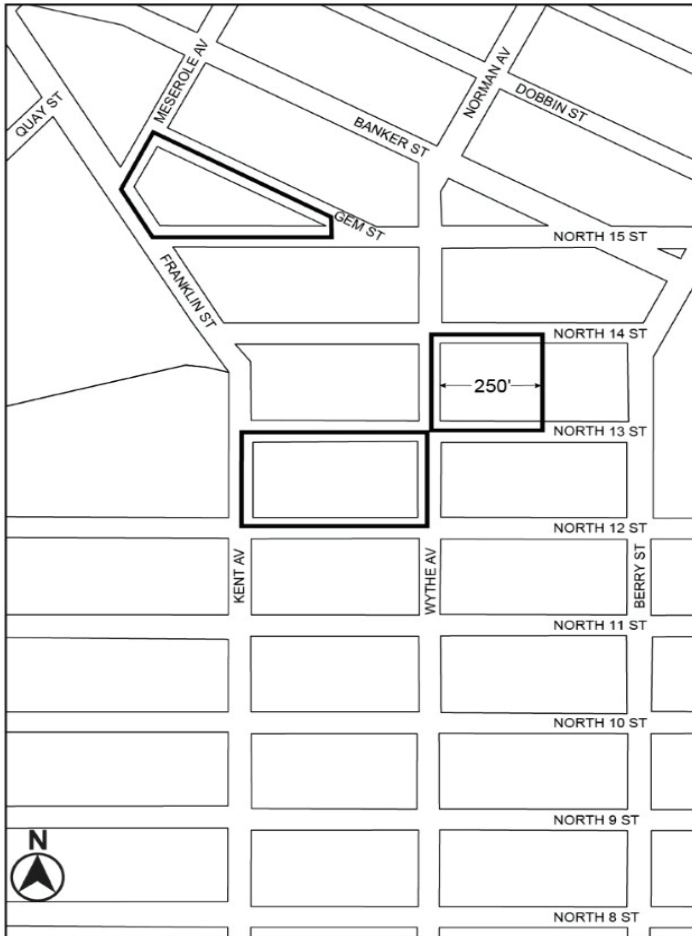 MESEROLE AV
NORMAN AV
QUAY ST
DOBBIN ST
BANKER ST
GEM ST
NORTH 15 ST
FRANKLIN ST
NORTH 14 ST
250'
NORTH 13 ST
NORTH 12 ST
KENT AV
WYTHE AV
BERRY ST
NORTH 11 ST
NORTH 10 ST
NORTH 9 ST
N
NORTH 8 ST